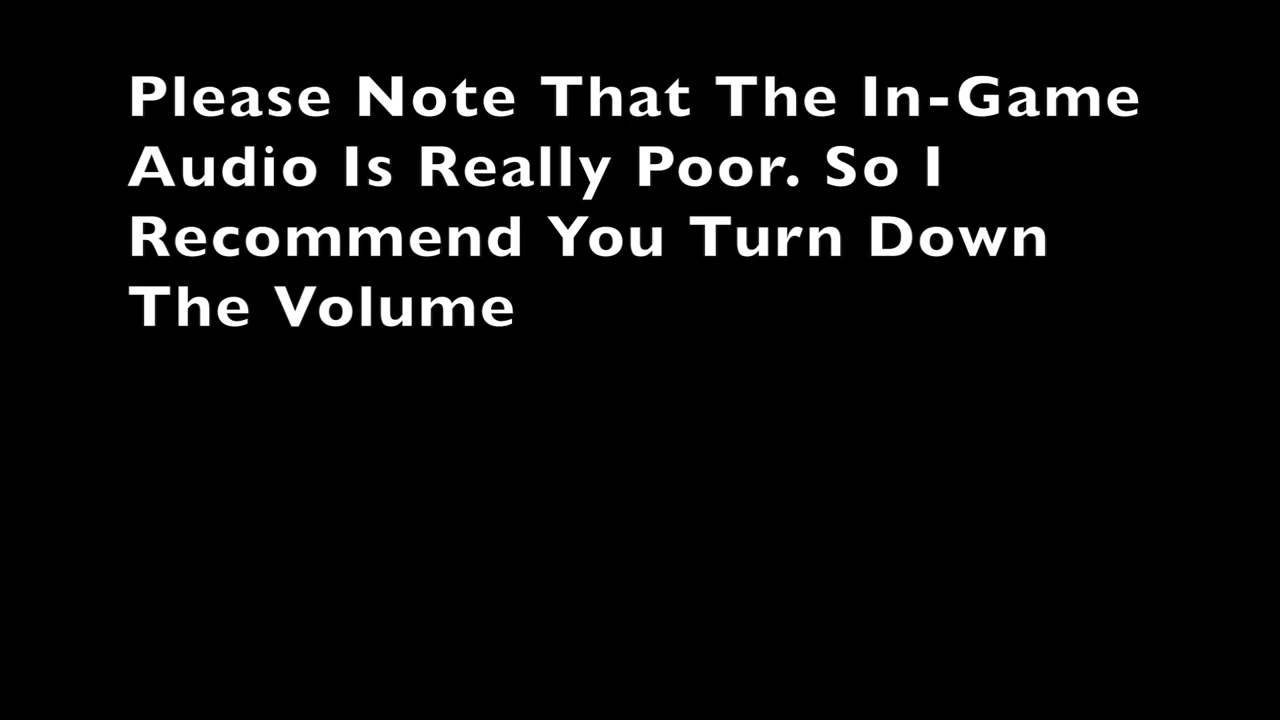 Please Note That The In-Game
Audio Is Really Poor. So I
Recommend You Turn Down
The Volume